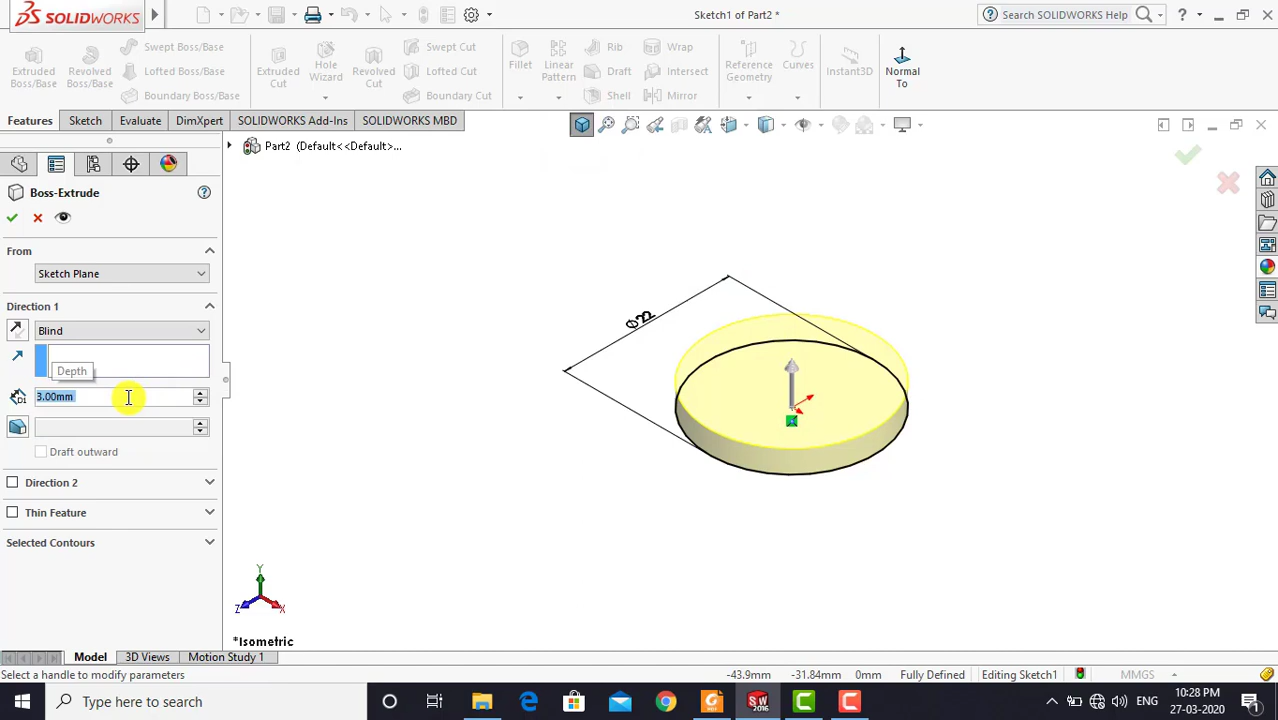 SOLIDWORKS
Sketch1 of Part2 *
Search SOLIDWORKS
?
Extruded
Boss/Base
Revolved
Boss/Base
Swept Boss/Base
Lofted Boss/Base
Boundary Boss/Base
Extruded
Cut
Hole
Wizard
Revolved
Cut
Swept Cut
Lofted Cut
Boundary Cut
Fillet
Linear
Pattern
Rib
Draft
Shell
Wrap
Intersect
Mirror
Reference
Geometry
Curves
Instant3D
Normal
To
Features
Sketch
Evaluate
DimXpert
SOLIDWORKS Add-Ins
SOLIDWORKS MBD
Part2 (Default<<Default>...
Boss-Extrude
?
From
Sketch Plane
Direction 1
Blind
Depth
D1
3.00mm
Draft outward
Direction 2
Thin Feature
Selected Contours
Ø22
Y
Z
X
*Isometric
Model
3D Views
Motion Study 1
Select a handle to modify parameters
-43.9mm
-31.84mm
0mm
Fully Defined
Editing Sketch1
MMGS
Type here to search
SW
2016
ENG
10:28 PM
27-03-2020
1